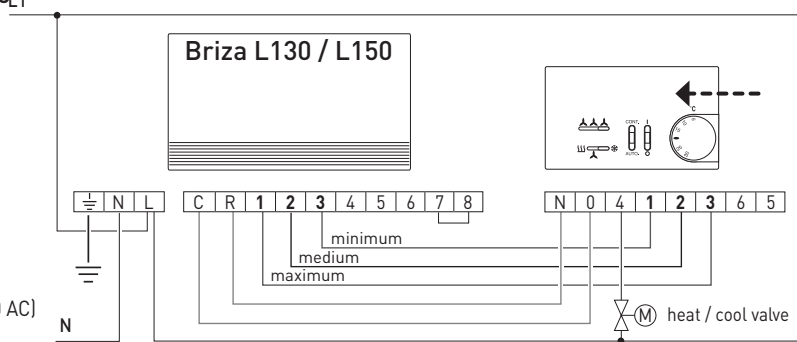 L1
Briza L130 / L150
°C
CONT. I
AUTO. O
N L C R 1 2 3 4 5 6 7 8 N 0 4 1 2 3 6 5
minimum
medium
maximum
AC)
N
M heat / cool valve